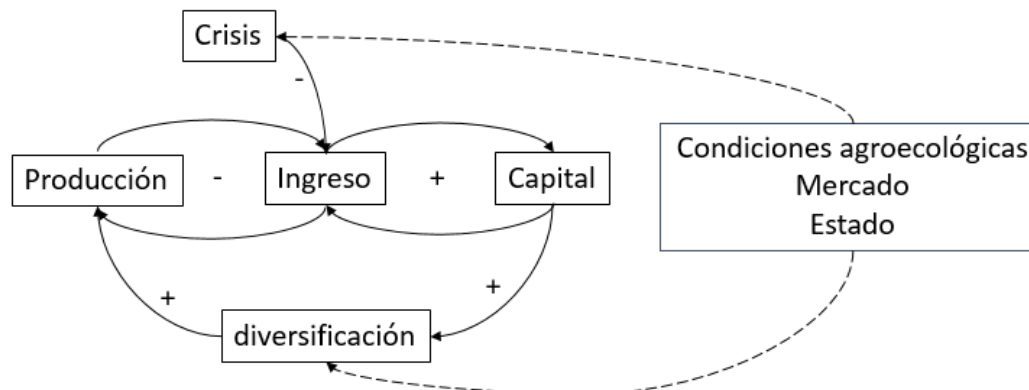 Crisis
-
Producción
-
Ingreso
+
Capital
Condiciones agroecológicas
Mercado
Estado
+
+
diversificación